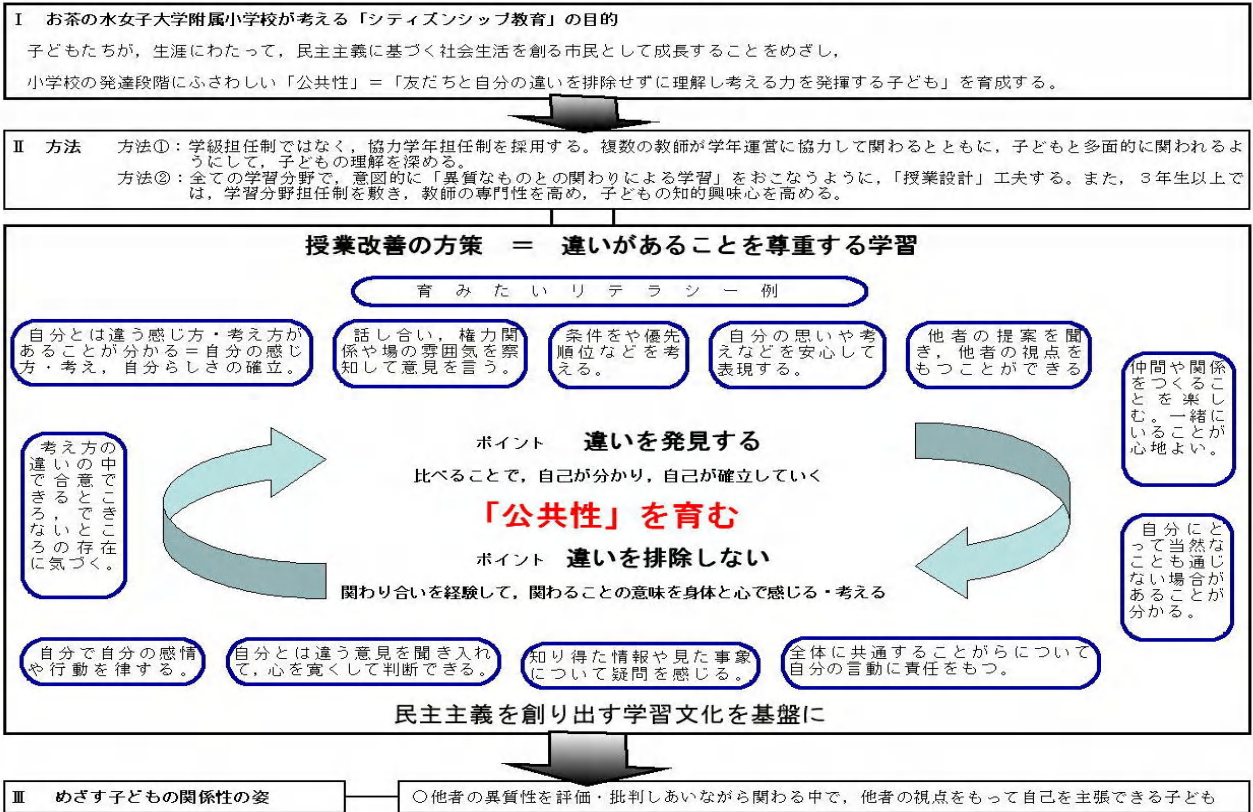 Ⅰ　お茶の水女子大学附属小学校が考える「シティズンシップ教育」の目的
子どもたちが，生涯にわたって，民主主義に基づく社会生活を創る市民として成長することをめざし，
小学校の発達段階にふさわしい「公共性」＝「友だちと自分の違いを排除せずに理解し考える力を発揮する子ども」を育成する。
Ⅱ　方法　方法①：学級担任制ではなく，協力学年担任制を採用する。複数の教師が学年運営に協力して関わるとともに，子どもと多面的に関われるよ
うにして，子どもの理解を深める。
方法②：全ての学習分野で，意図的に「異質なものとの関わりによる学習」をおこなうように，「授業設計」工夫する。また，３年生以上で
は，学習分野担任制を敷き，教師の専門性を高め，子どもの知的興味心を高める。
授業改善の方策　＝　違いがあることを尊重する学習
育みたいリテラシー例
自分とは違う感じ方・考え方が
あることが分かる＝自分の感じ
方・考え，自分らしさの確立。
話し合い，権力関
係や場の雰囲気を察
知して意見を言う。
条件をや優先
順位などを考
える。
自分の思いや考
えなどを安心して
表現する。
他者の提案を聞
き，他者の視点を
もつことができる
仲間や関係
をつくるこ
とを楽し
む。一緒に
いることが
心地よい。
考え方の
違いの中
で合意で
きるとこ
ろ，でき
ないとこ
ろの存在
に気づく。
ポイント　違いを発見する
比べることで，自己が分かり，自己が確立していく
「公共性」を育む
ポイント　違いを排除しない
関わり合いを経験して，関わることの意味を身体と心で感じる・考える
自分にと
って当然な
ことも通じ
ない場合が
あることが
分かる。
自分で自分の感情
や行動を律する。
自分とは違う意見を聞き入れ
て，心を寛くして判断できる。
知り得た情報や見た事象
について疑問を感じる。
全体に共通することがらについて
自分の言動に責任をもつ。
民主主義を創り出す学習文化を基盤に
Ⅲ　めざす子どもの関係性の姿
○他者の異質性を評価・批判しあいながら関わる中で，他者の視点をもって自己を主張できる子ども